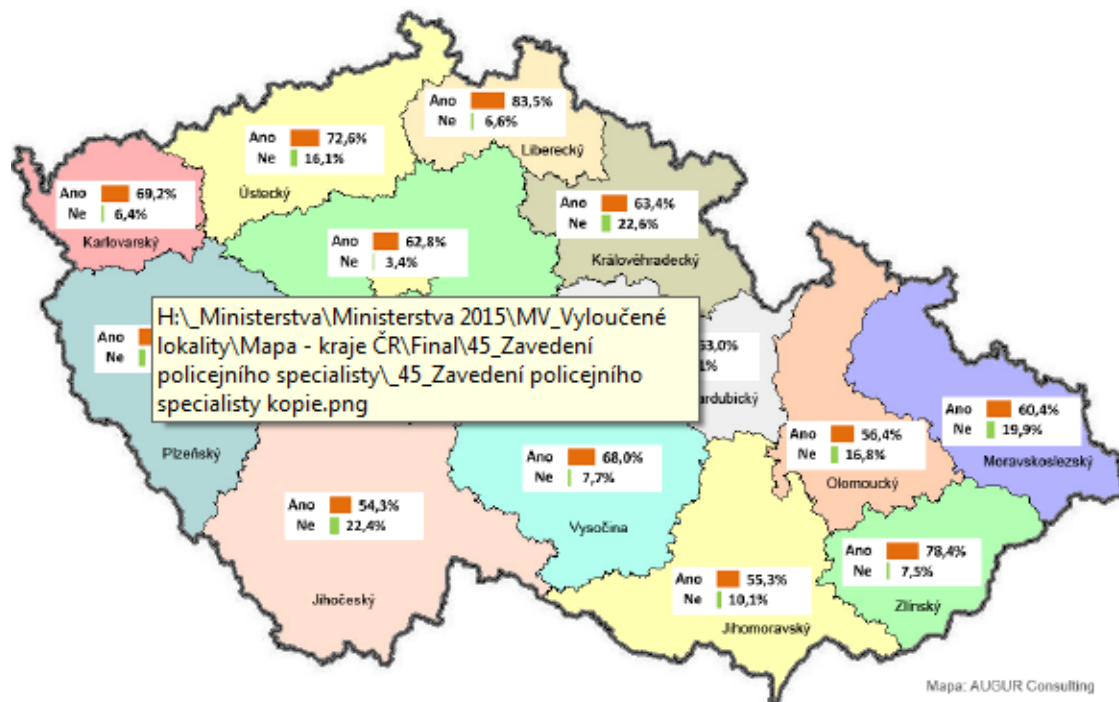 Ano 83,5%
Ne 6,6%
Liberecký
Ano 72,6%
Ne 16,1%
Ústecký
Ano 69,2%
Ne 6,4%
Karlovarský
Ano 63,4%
Ne 22,6%
Královéhradecký
Ano 62,8%
Ne 3,4%
H:\_Ministerstva\Ministerstva 2015\MV_Vyloučené
lokality\Mapa - kraje ČR\Final\45_Zavedení
policejního specialisty\_45_Zavedení policejního
specialisty kopie.png
Plzeňský
Ano 60,4%
Ne 19,9%
Moravskoslezský
Ano 56,4%
Ne 16,8%
Olomoucký
Ano 68,0%
Ne 7,7%
Vysočina
Ano 54,3%
Ne 22,4%
Jihočeský
Ano 78,4%
Ne 7,5%
Zlínský
Ano 55,3%
Ne 10,1%
Jihomoravský
Mapa: AUGUR Consulting